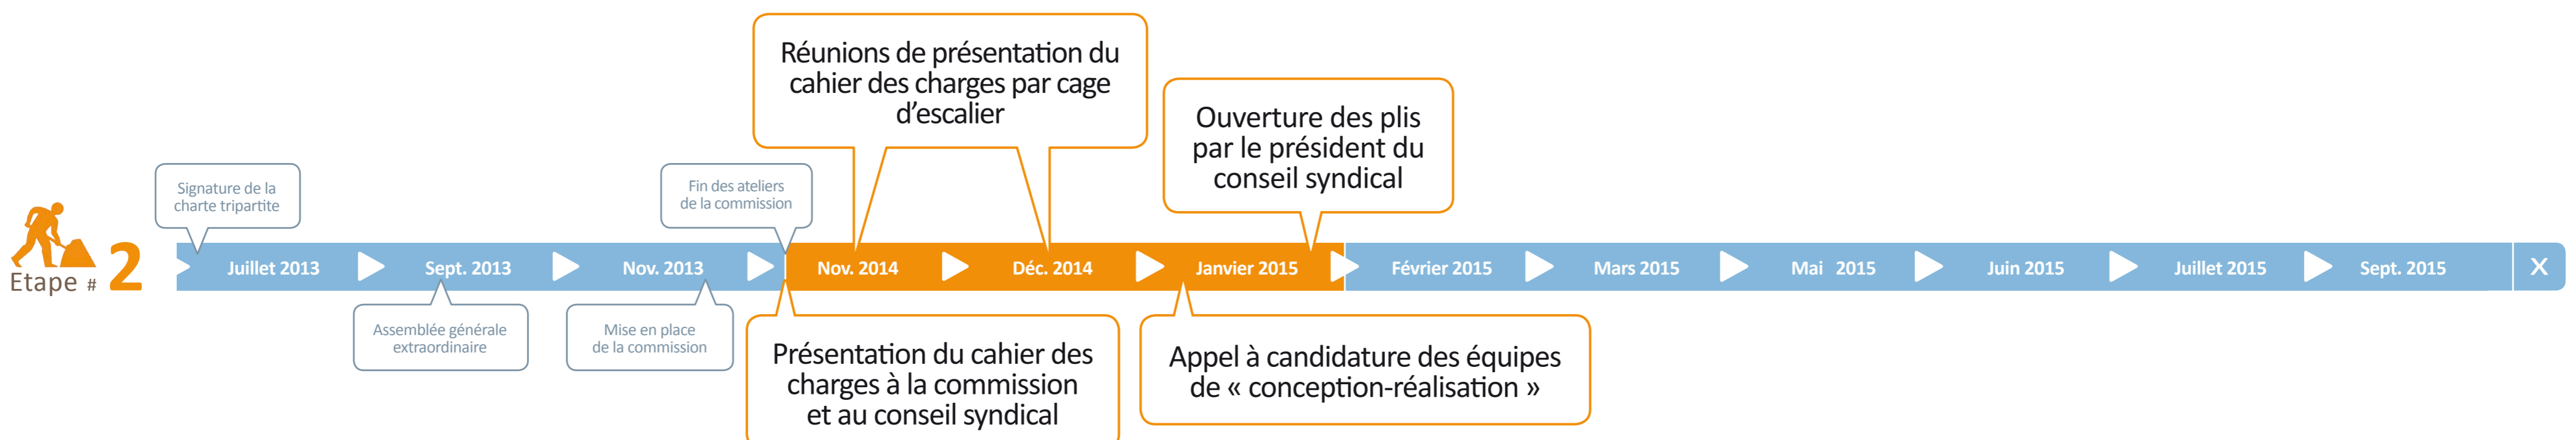 Réunions de présentation du
cahier des charges par cage
d’escalier
Ouverture des plis
par le président du
conseil syndical
Signature de la
charte tripartite
Fin des ateliers
de la commission
Etape # 2
Juillet 2013
Sept. 2013
Nov. 2013
Nov. 2014
Déc. 2014
Janvier 2015
Février 2015
Mars 2015
Mai 2015
Juin 2015
Juillet 2015
Sept. 2015
X
Assemblée générale
extraordinaire
Mise en place
de la commission
Présentation du cahier des
charges à la commission
et au conseil syndical
Appel à candidature des équipes
de « conception-réalisation »